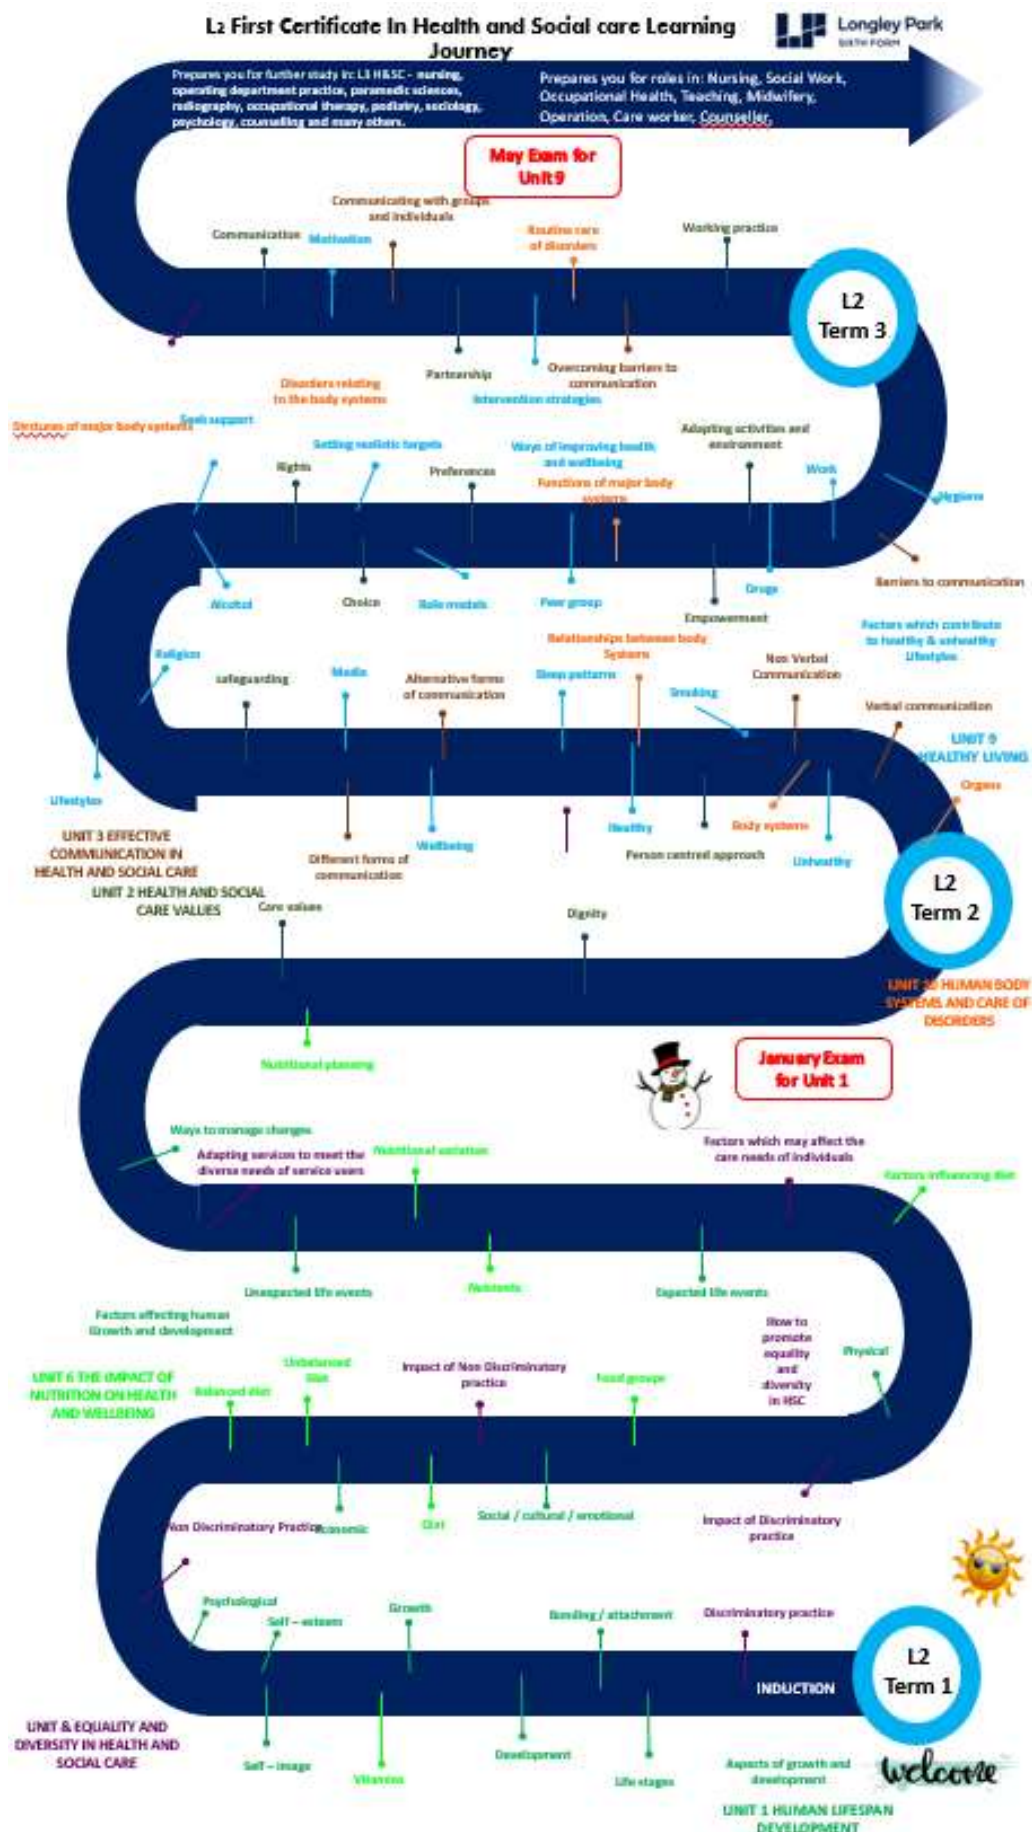 L2 First Certificate In Health and Social care Learning
Journey
Longley Park
SIXTH FORM
Prepares you for further study in: L3 H&SC - nursing,
operating department practice, paramedic sciences,
radiography, occupational therapy, podiatry, sociology,
psychology, counselling and many others.
Prepares you for roles in: Nursing, Social Work,
Occupational Health, Teaching, Midwifery,
Operation, Care worker, Counseller,
May Exam for
Unit 9
Communicating with groups
and individuals
Communication
Motivation
Routine care
of disorders
Working practice
L2
Term 3
Partnership
Overcoming barriers to
communication
Intervention strategies
Disorders relating
to the body systems
Strutures of major body systems
Seek support
Setting realistic targets
Rights
Preferences
Ways of improving health
and wellbeing
Functions of major body
systems
Adapting activities and
environment
Work
Hygiene
Barriers to communication
Alcohol
Choice
Role models
Peer group
Drugs
Empowerment
Factors which contribute
to healthy & unhealthy
Lifestyles
Relationships between body
Systems
Religion
safeguarding
Media
Alternative forms
of communication
Sleep patterns
Smoking
Non Verbal
Communication
Verbal communication
UNIT 9
HEALTHY LIVING
Organs
Lifestyles
UNIT 3 EFFECTIVE
COMMUNICATION IN
HEALTH AND SOCIAL CARE
Different forms of
communication
Wellbeing
Healthy
Person centred approach
Body systems
Unhealthy
L2
Term 2
UNIT 2 HEALTH AND SOCIAL
CARE VALUES
Care values
Dignity
UNIT 10 HUMAN BODY
SYSTEMS AND CARE OF
DISORDERS
Nutritional planning
January Exam
for Unit 1
Ways to manage changes
Adapting services to meet the
diverse needs of service users
Nutritional variation
Factors which may affect the
care needs of individuals
Factors influencing diet
Unexpected life events
Nutrients
Expected life events
Factors affecting human
Growth and development
How to
promote
equality
and
diversity
in HSC
Physical
UNIT 6 THE IMPACT OF
NUTRITION ON HEALTH
AND WELLBEING
Balanced diet
Unbalanced
diet
Impact of Non Discriminatory
practice
Food groups
Non Discriminatory Practice
Economic
Diet
Social / cultural / emotional
Impact of Discriminatory
practice
Psychological
Self – esteem
Growth
Bonding / attachment
Discriminatory practice
INDUCTION
L2
Term 1
UNIT & EQUALITY AND
DIVERSITY IN HEALTH AND
SOCIAL CARE
Self – image
Vitamins
Development
Life stages
Aspects of growth and
development
welcome
UNIT 1 HUMAN LIFESPAN
DEVELOPMENT